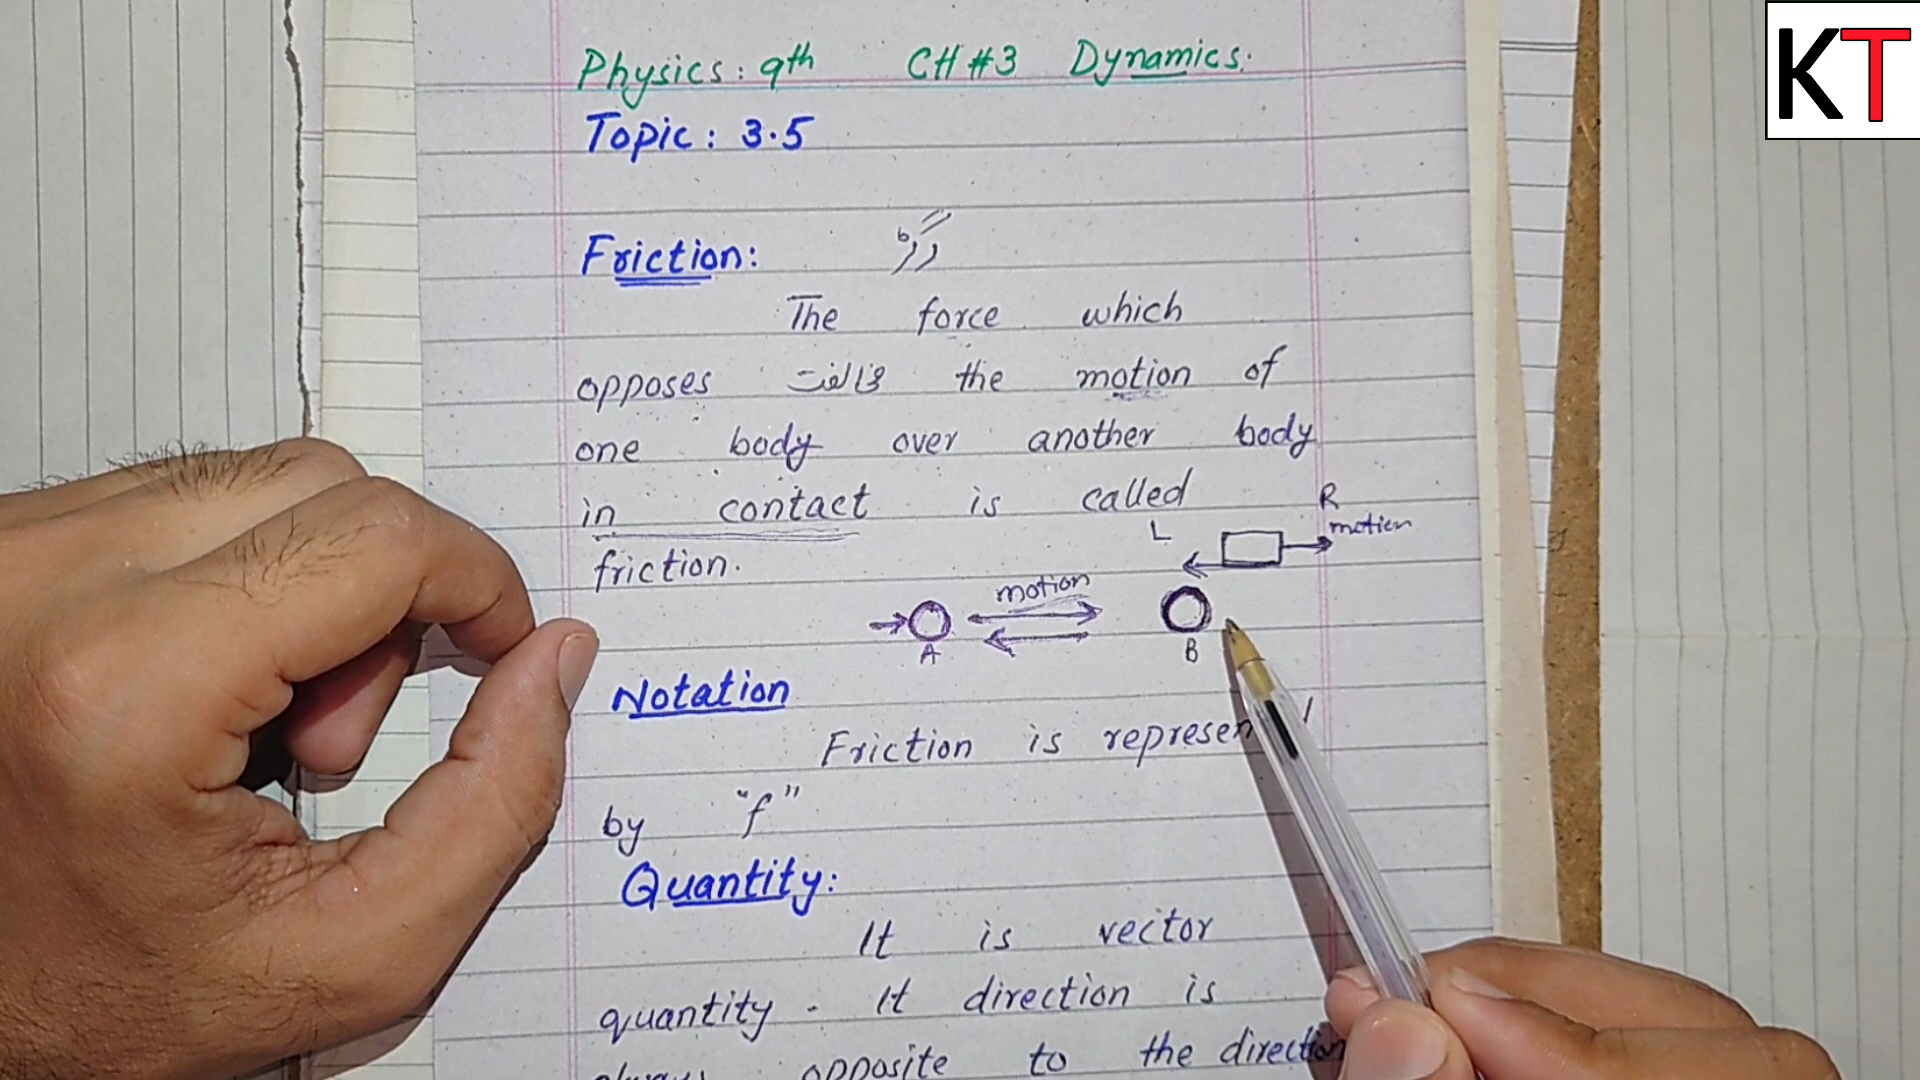 KT
Physics: 9th CH #3 Dynamics.
Topic: 3.5
Friction: رگڑ
The force which
opposes مخالفت the motion of
one body over another body
in contact is called
friction.
L R
motion
motion
A B
Notation
Friction is
by "f"
Quantity:
It is vector
quantity. It direction is
always opposite to the direction